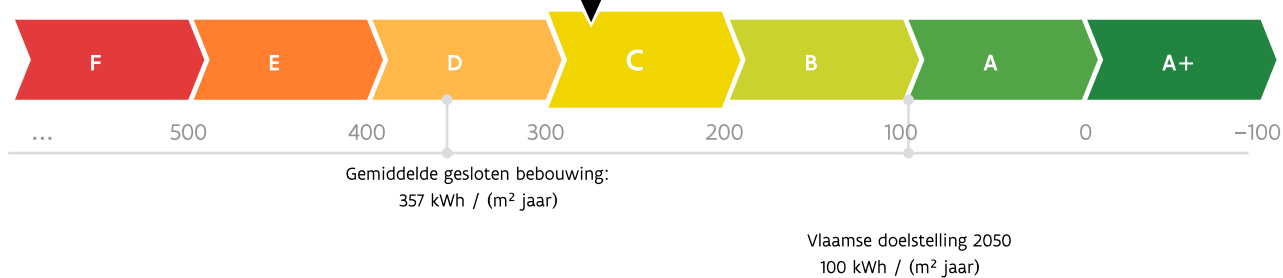 F E D C B A A+
... 500 400 300 200 100 0 –100
Gemiddelde gesloten bebouwing:
357 kWh / (m² jaar)
Vlaamse doelstelling 2050
100 kWh / (m² jaar)